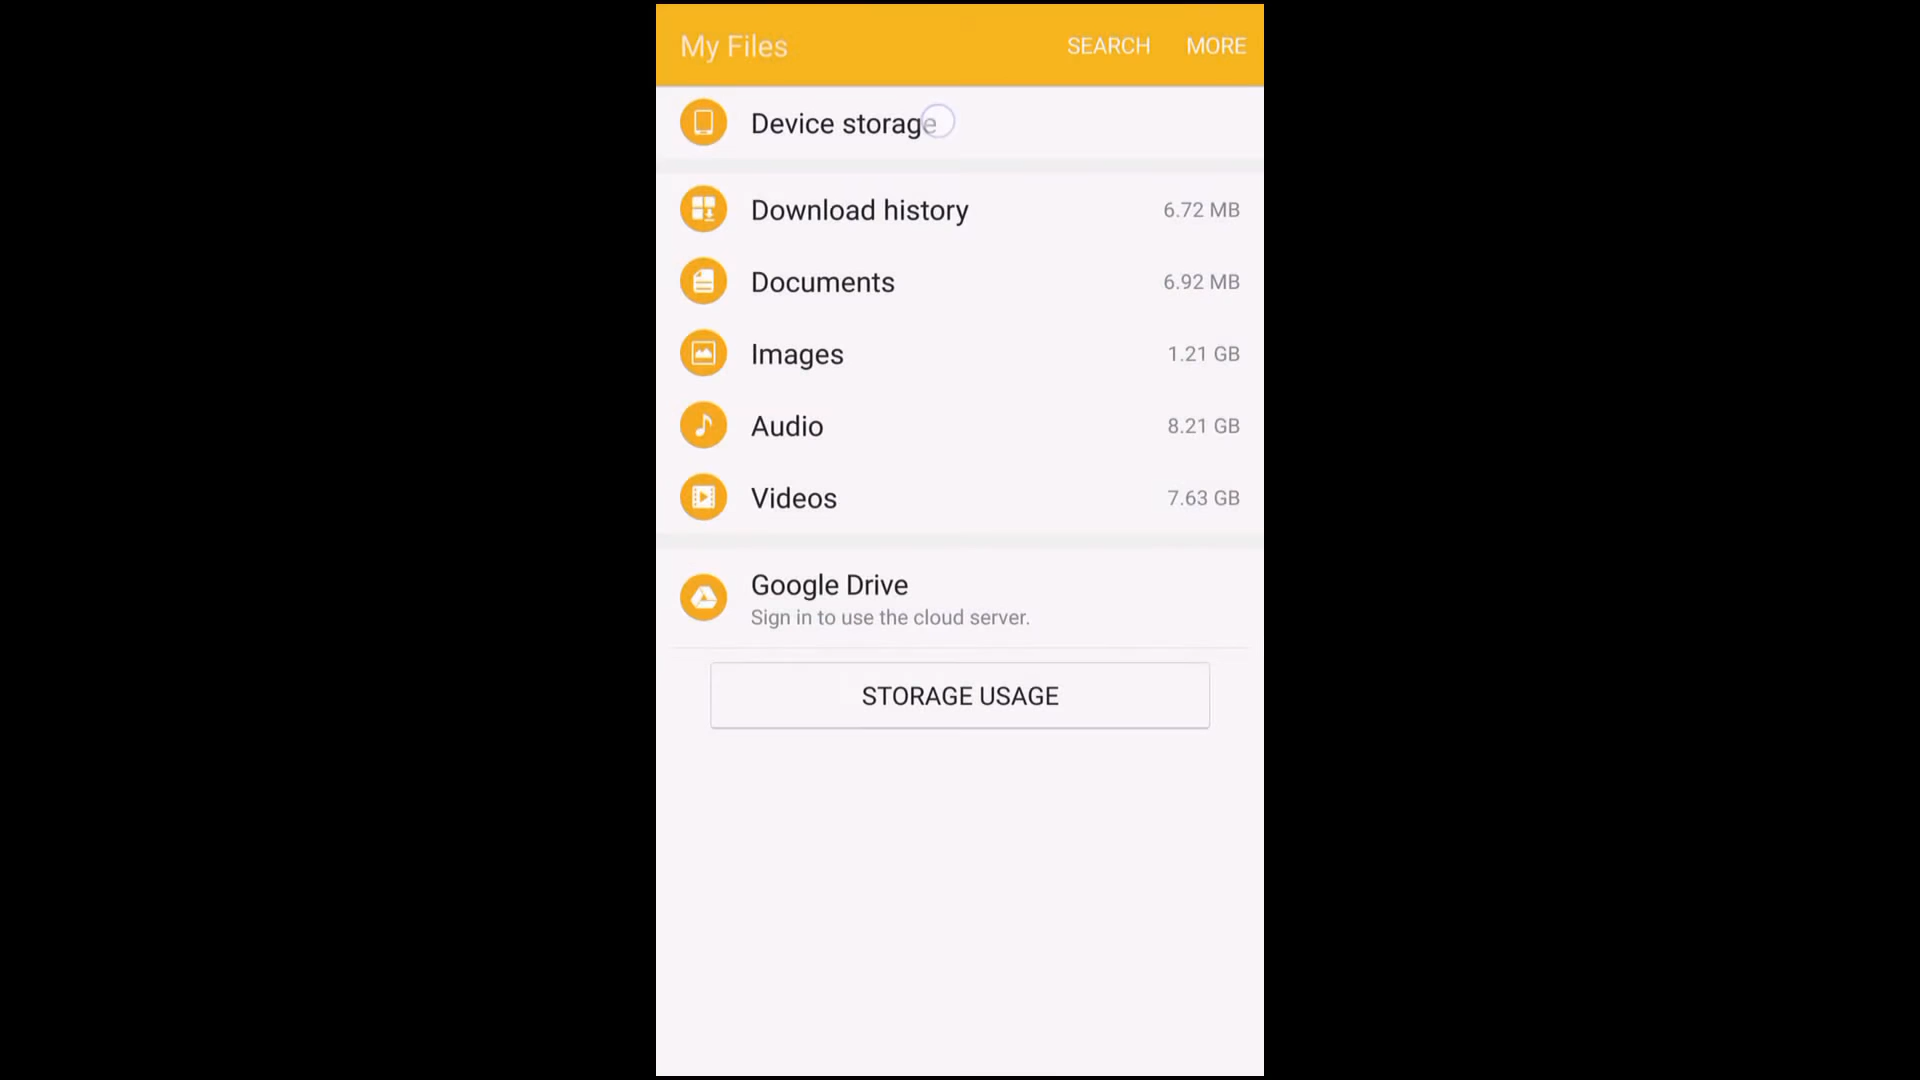 My Files
SEARCH
MORE
Device storage
Download history
6.72 MB
Documents
6.92 MB
Images
1.21 GB
Audio
8.21 GB
Videos
7.63 GB
Google Drive
Sign in to use the cloud server.
STORAGE USAGE